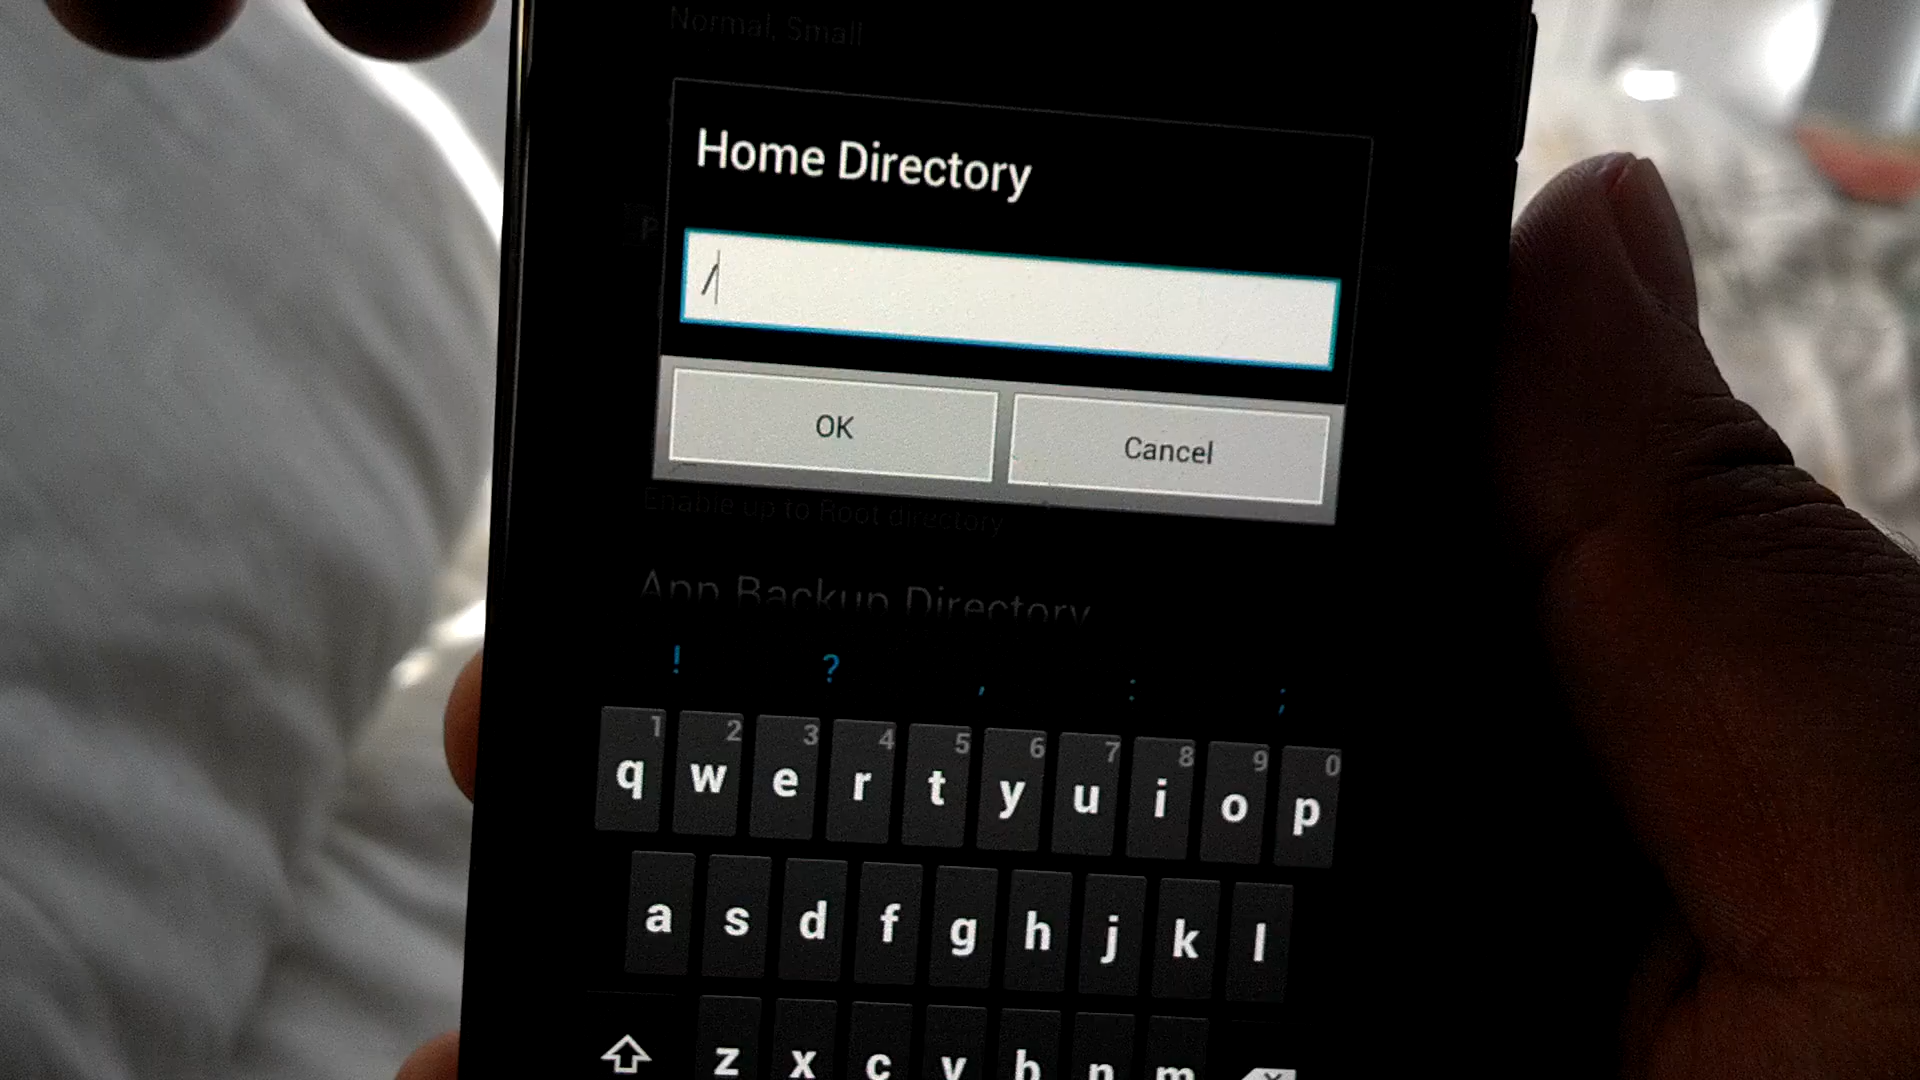 Normal, Small
Home Directory
/
OK
Cancel
Enable up to Root directory
App Backup Directory
! ? , : ;
1 2 3 4 5 6 7 8 9 0
q w e r t y u i o p
a s d f g h j k l
z x c v b n m